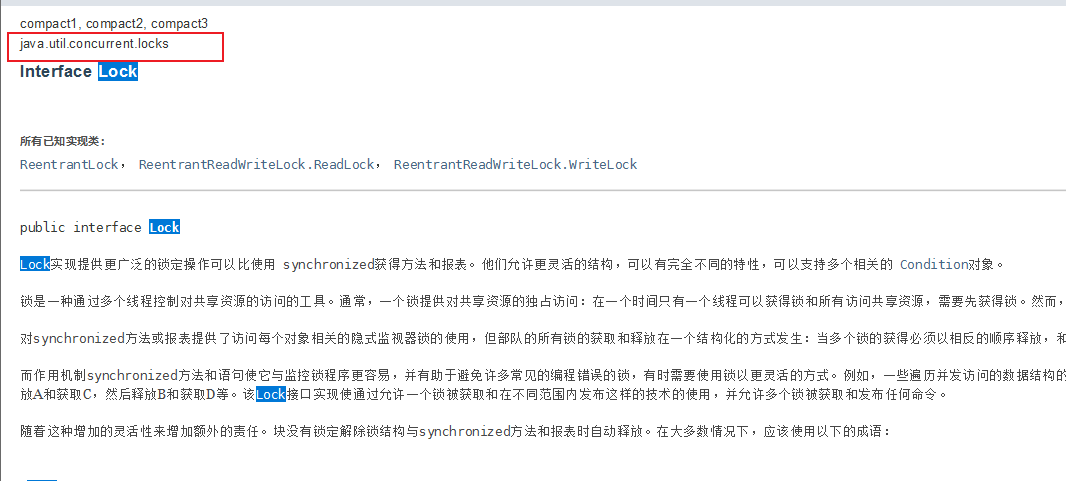 compact1, compact2, compact3
java.util.concurrent.locks
Interface Lock
所有已知实现类：
ReentrantLock， ReentrantReadWriteLock.ReadLock， ReentrantReadWriteLock.WriteLock
public interface Lock
Lock实现提供更广泛的锁定操作可以比使用 synchronized获得方法和报表。他们允许更灵活的结构，可以有完全不同的特性，可以支持多个相关的 Condition对象。
锁是一种通过多个线程控制对共享资源的访问的工具。通常，一个锁提供对共享资源的独占访问：在一个时间只有一个线程可以获得锁和所有访问共享资源，需要先获得锁。然而，
对synchronized方法或报表提供了访问每个对象相关的隐式监视器锁的使用，但部队的所有锁的获取和释放在一个结构化的方式发生：当多个锁的获得必须以相反的顺序释放，和
而作用机制synchronized方法和语句使它与监控锁程序更容易，并有助于避免许多常见的编程错误的锁，有时需要使用锁以更灵活的方式。例如，一些遍历并发访问的数据结构的
放A和获取C，然后释放B和获取D等。该Lock接口实现使通过允许一个锁被获取和在不同范围内发布这样的技术的使用，并允许多个锁被获取和发布任何命令。
随着这种增加的灵活性来增加额外的责任。块没有锁定解除锁结构与synchronized方法和报表时自动释放。在大多数情况下，应该使用以下的成语：